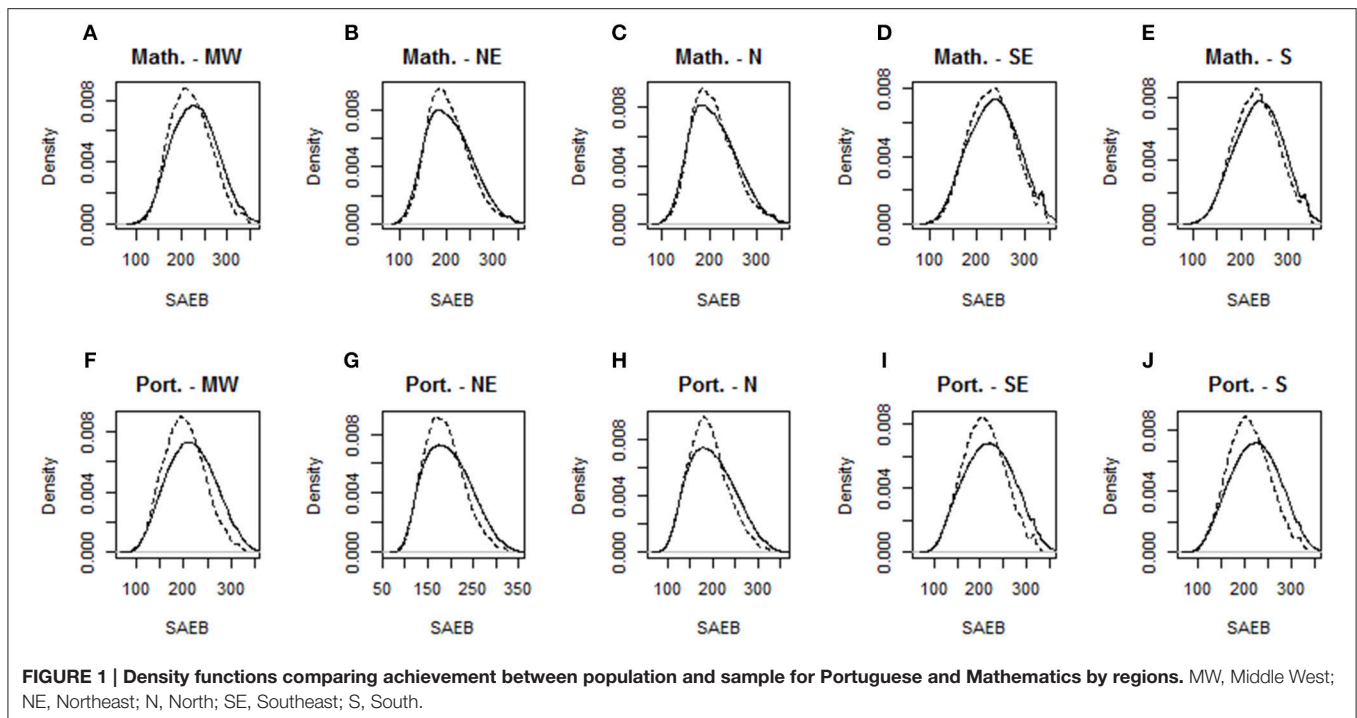 A B C D E
Math. - MW Math. - NE Math. - N Math. - SE Math. - S
Density Density Density Density Density
0.000 0.004 0.008 0.000 0.004 0.008 0.000 0.004 0.008 0.000 0.004 0.008 0.000 0.004 0.008
100 200 300 100 200 300 100 200 300 100 200 300 100 200 300
SAEB SAEB SAEB SAEB SAEB
F G H I J
Port. - MW Port. - NE Port. - N Port. - SE Port. - S
Density Density Density Density Density
0.000 0.004 0.008 0.000 0.004 0.008 0.000 0.004 0.008 0.000 0.004 0.008 0.000 0.004 0.008
100 200 300 50 150 250 350 100 200 300 100 200 300 100 200 300
SAEB SAEB SAEB SAEB SAEB
FIGURE 1 | Density functions comparing achievement between population and sample for Portuguese and Mathematics by regions. MW, Middle West;
NE, Northeast; N, North; SE, Southeast; S, South.